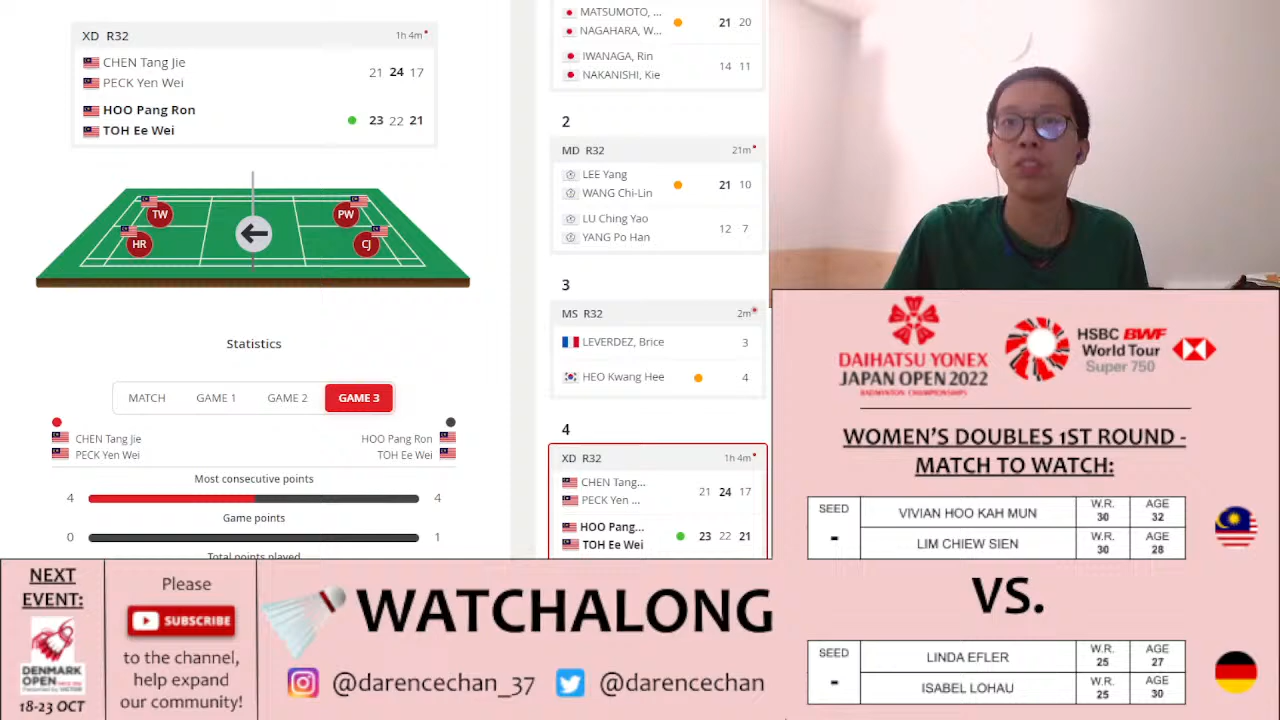 XD R32
1h 4m
CHEN Tang Jie
PECK Yen Wei
21 24 17
HOO Pang Ron
TOH Ee Wei
23 22 21
TW
HR
PW
CJ
Statistics
MATCH
GAME 1
GAME 2
GAME 3
CHEN Tang Jie
PECK Yen Wei
HOO Pang Ron
TOH Ee Wei
Most consecutive points
4
4
Game points
0
1
Total points played
MATSUMOTO, ...
NAGAHARA, W...
21 20
IWANAGA, Rin
NAKANISHI, Kie
14 11
2
MD R32
21m
LEE Yang
WANG Chi-Lin
21 10
LU Ching Yao
YANG Po Han
12 7
3
MS R32
2m
LEVERDEZ, Brice
3
HEO Kwang Hee
4
4
XD R32
1h 4m
CHEN Tang...
PECK Yen ...
21 24 17
HOO Pang...
TOH Ee Wei
23 22 21
DAIHATSU YONEX
JAPAN OPEN 2022
BADMINTON CHAMPIONSHIPS
HSBC BWF
World Tour
Super 750
WOMEN'S DOUBLES 1ST ROUND -
MATCH TO WATCH:
SEED
-
VIVIAN HOO KAH MUN
W.R.
30
AGE
32
LIM CHIEW SIEN
W.R.
30
AGE
28
VS.
SEED
-
LINDA EFLER
W.R.
25
AGE
27
ISABEL LOHAU
W.R.
25
AGE
30
NEXT
EVENT:
DENMARK
OPEN
18-23 OCT
Please
SUBSCRIBE
to the channel,
help expand
our community!
WATCHALONG
@darencechan_37
@darencechan